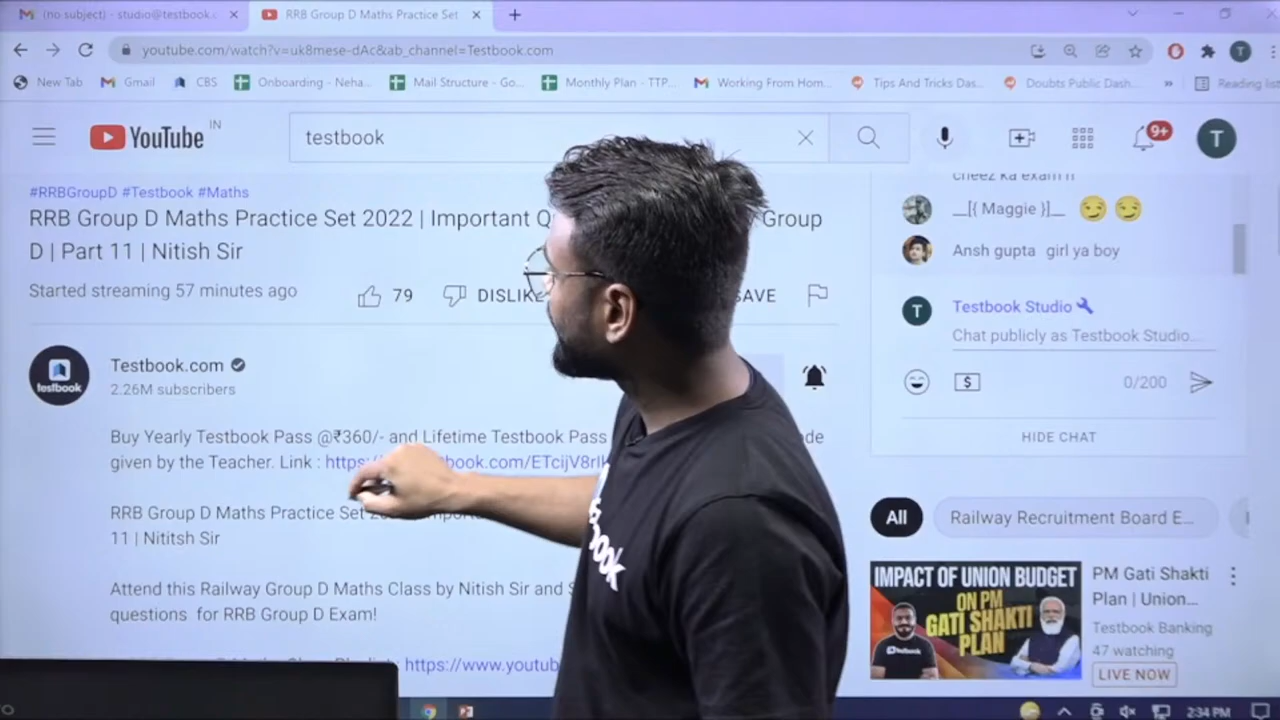 (no subject) - studio@testbook.c
RRB Group D Maths Practice Set
youtube.com/watch?v=uk8mese-dAc&ab_channel=Testbook.com
T
New Tab
Gmail
CBS
Onboarding - Neha...
Mail Structure - Go...
Monthly Plan - TTP...
Working From Hom...
Tips And Tricks Das...
Doubts Public Dash...
»
Reading list
YouTube IN
testbook
9+
T
#RRBGroupD #Testbook #Maths
RRB Group D Maths Practice Set 2022 | Important Q Group
D | Part 11 | Nitish Sir
Started streaming 57 minutes ago
79
DISLIKE
SAVE
testbook
Testbook.com
2.26M subscribers
Buy Yearly Testbook Pass @₹360/- and Lifetime Testbook Pass
given by the Teacher. Link : https:/ book.com/ETcijV8rI
RRB Group D Maths Practice Set
11 | Nititsh Sir
Attend this Railway Group D Maths Class by Nitish Sir and S
questions for RRB Group D Exam!
https://www.youtub
cheez ka exam h
__[{ Maggie }]__ 😏 😏
Ansh gupta girl ya boy
T
Testbook Studio
Chat publicly as Testbook Studio...
$
0/200
HIDE CHAT
All
Railway Recruitment Board E...
IMPACT OF UNION BUDGET
ON PM
GATI SHAKTI
PLAN
testbook
PM Gati Shakti
Plan | Union...
Testbook Banking
47 watching
LIVE NOW
2:34 PM